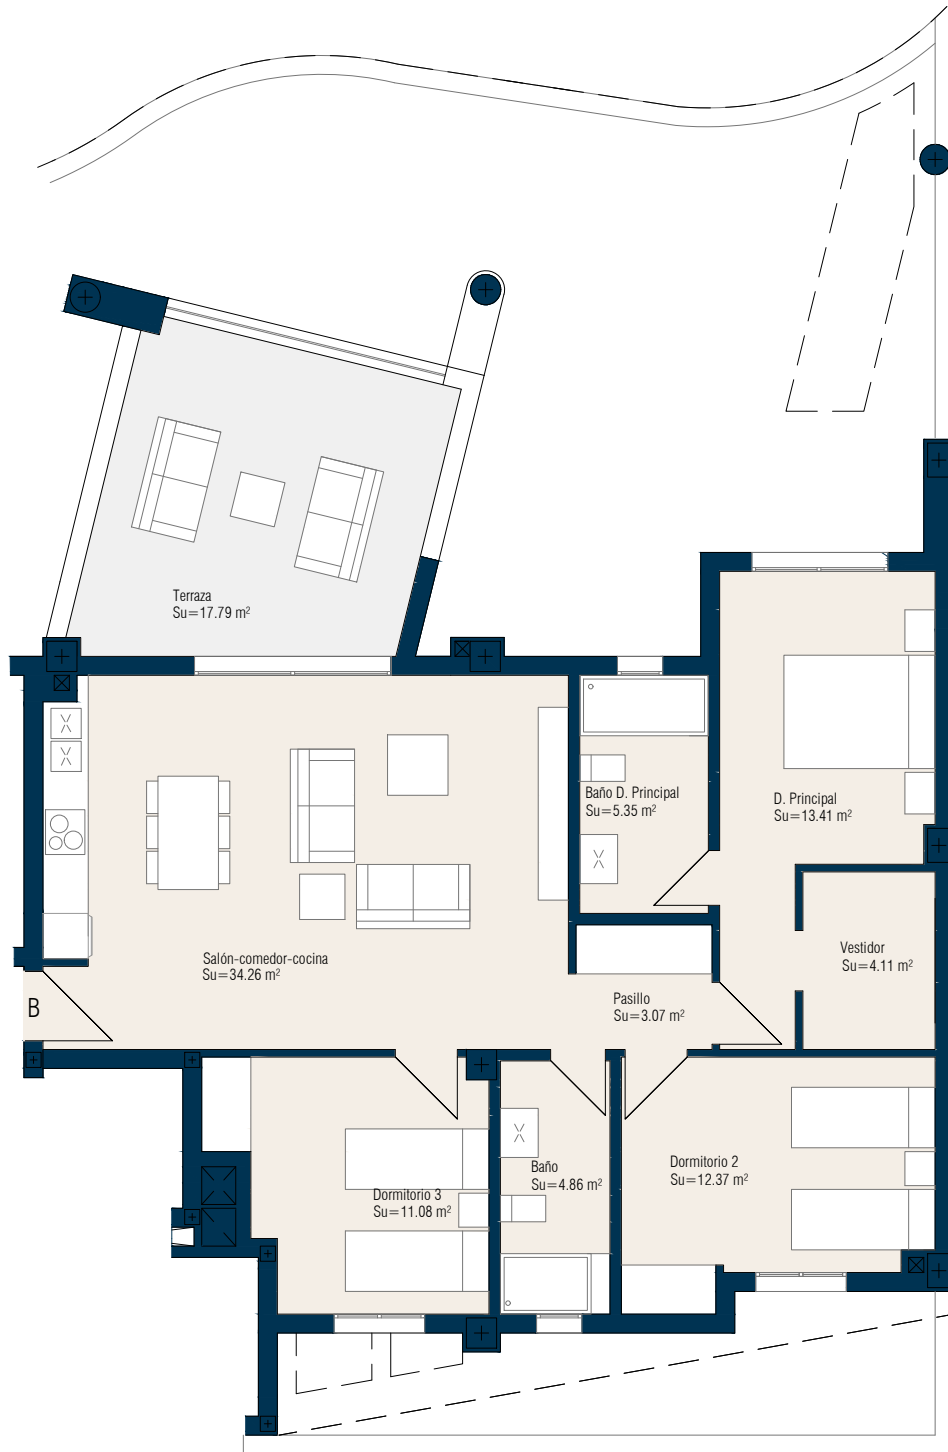 Terraza
Su=17.79 m²
Baño D. Principal
Su=5.35 m²
D. Principal
Su=13.41 m²
Salón-comedor-cocina
Su=34.26 m²
Vestidor
Su=4.11 m²
B
Pasillo
Su=3.07 m²
Dormitorio 3
Su=11.08 m²
Baño
Su=4.86 m²
Dormitorio 2
Su=12.37 m²